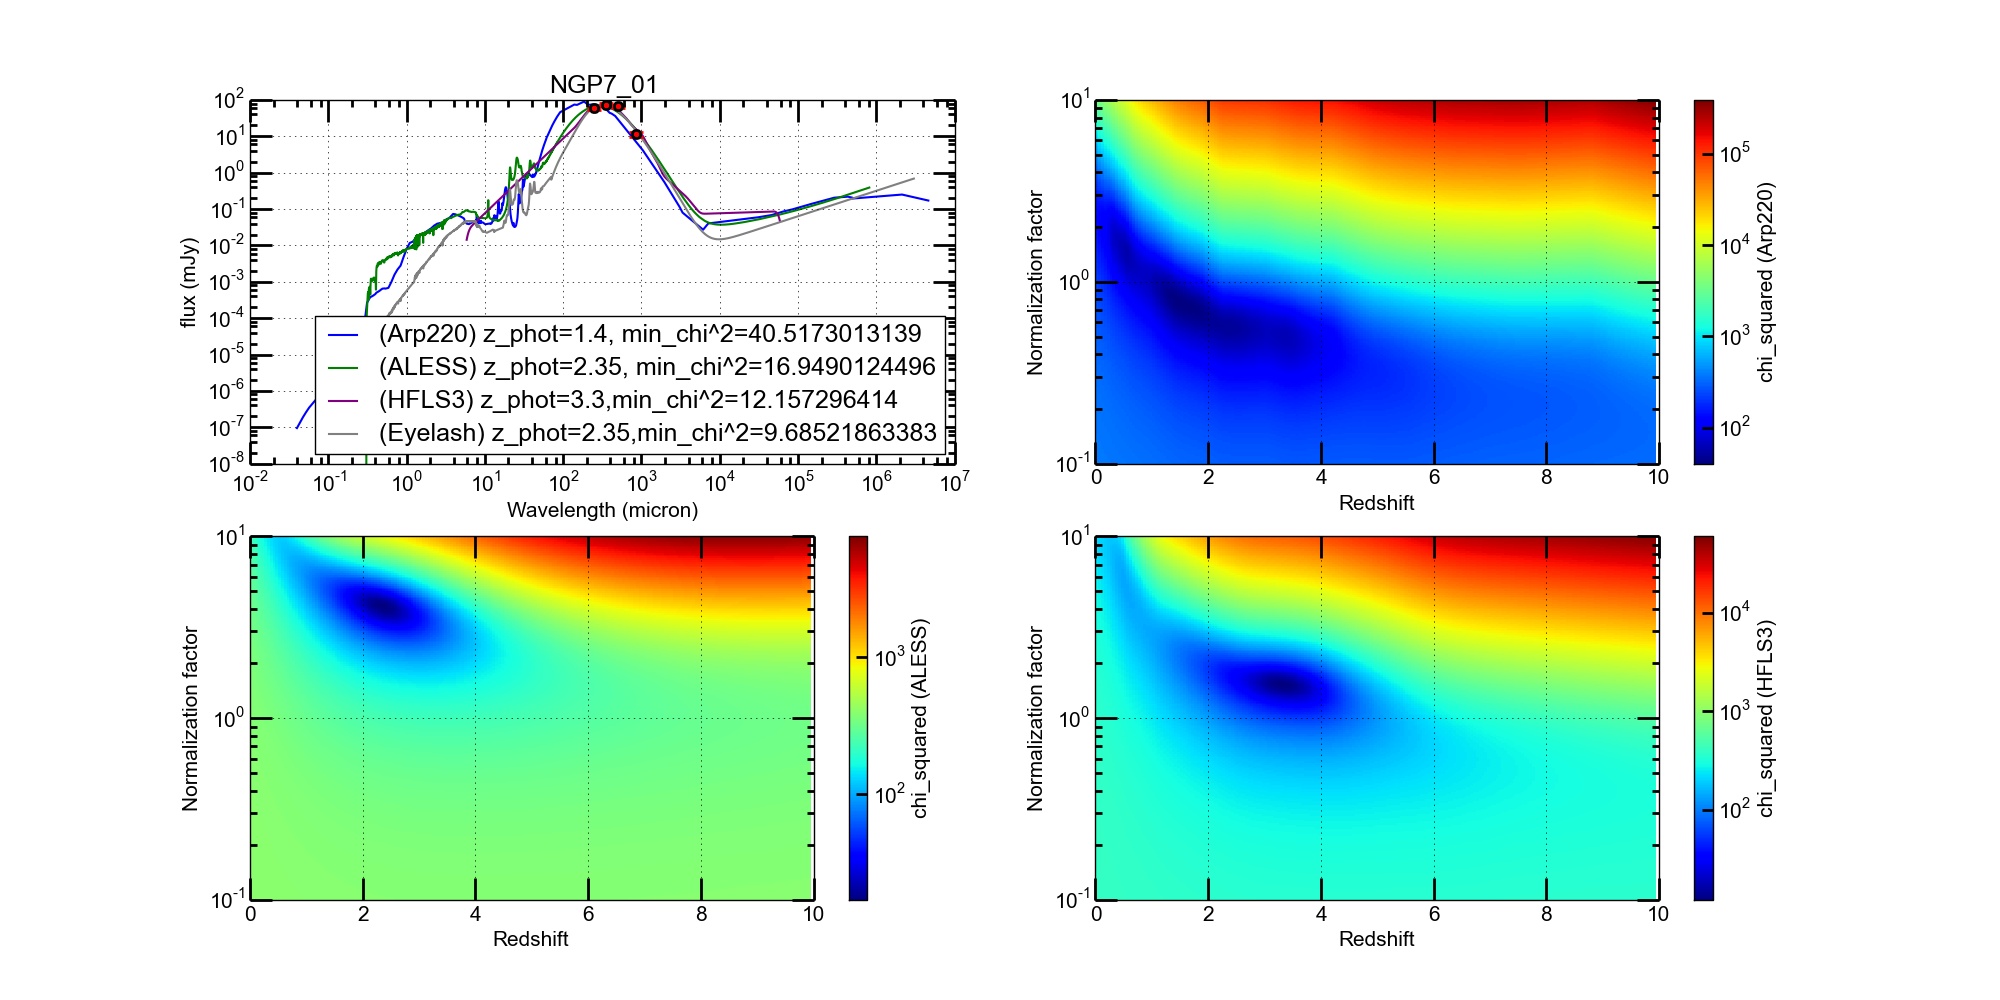 NGP7_01
10^2
10^1
10^0
10^-1
10^-2
10^-3
10^-4
10^-5
10^-6
10^-7
10^-8
flux (mJy)
(Arp220) z_phot=1.4, min_chi^2=40.5173013139
(ALESS) z_phot=2.35, min_chi^2=16.9490124496
(HFLS3) z_phot=3.3,min_chi^2=12.157296414
(Eyelash) z_phot=2.35,min_chi^2=9.68521863383
10^-2 10^-1 10^0 10^1 10^2 10^3 10^4 10^5 10^6 10^7
Wavelength (micron)
10^1
10^0
10^-1
Normalization factor
0 2 4 6 8 10
Redshift
10^5
10^4
10^3
10^2
chi_squared (Arp220)
10^1
10^0
10^-1
Normalization factor
0 2 4 6 8 10
Redshift
10^3
10^2
chi_squared (ALESS)
10^1
10^0
10^-1
Normalization factor
0 2 4 6 8 10
Redshift
10^4
10^3
10^2
chi_squared (HFLS3)